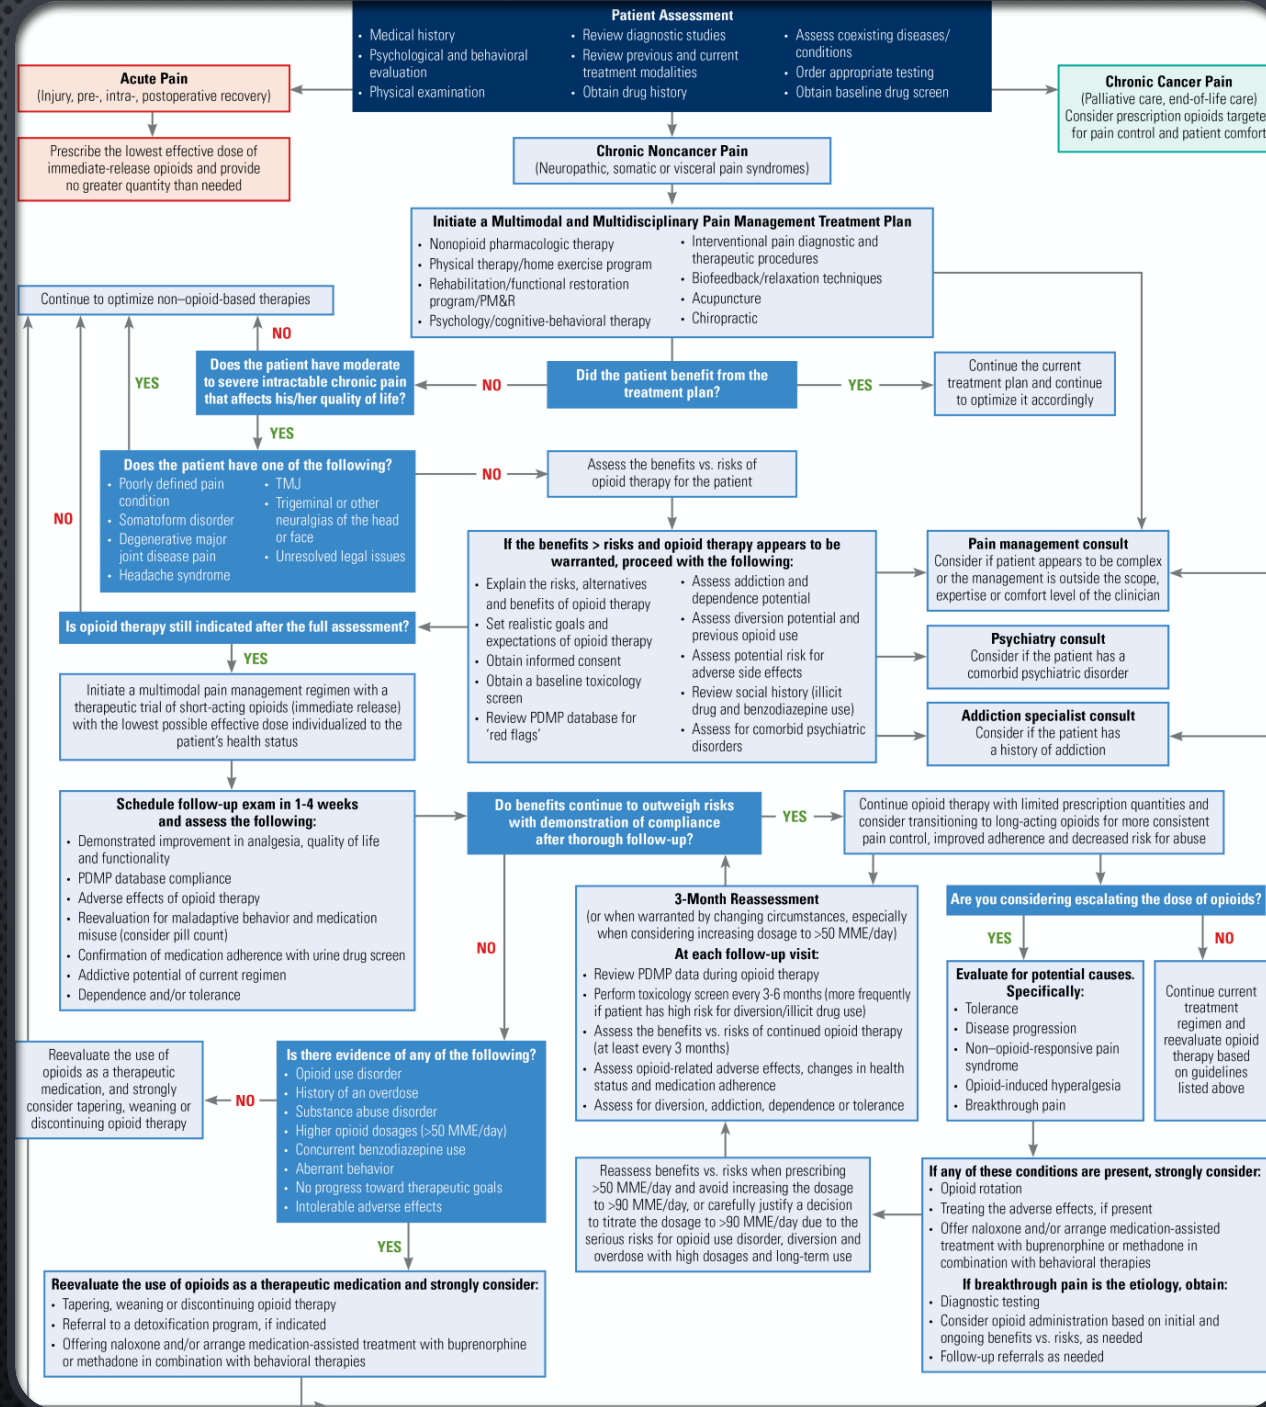 Patient Assessment
• Medical history
• Psychological and behavioral
evaluation
• Physical examination
• Review diagnostic studies
• Review previous and current
treatment modalities
• Obtain drug history
• Assess coexisting diseases/
conditions
• Order appropriate testing
• Obtain baseline drug screen
Acute Pain
(Injury, pre-, intra-, postoperative recovery)
Prescribe the lowest effective dose of
immediate-release opioids and provide
no greater quantity than needed
Chronic Noncancer Pain
(Neuropathic, somatic or visceral pain syndromes)
Chronic Cancer Pain
(Palliative care, end-of-life care)
Consider prescription opioids targete
for pain control and patient comfort
Initiate a Multimodal and Multidisciplinary Pain Management Treatment Plan
• Nonopioid pharmacologic therapy
• Physical therapy/home exercise program
• Rehabilitation/functional restoration
program/PM&R
• Psychology/cognitive-behavioral therapy
• Interventional pain diagnostic and
therapeutic procedures
• Biofeedback/relaxation techniques
• Acupuncture
• Chiropractic
Continue to optimize non–opioid-based therapies
NO
YES
Does the patient have moderate
to severe intractable chronic pain
that affects his/her quality of life?
NO
Did the patient benefit from the
treatment plan?
YES
Continue the current
treatment plan and continue
to optimize it accordingly
YES
Does the patient have one of the following?
• Poorly defined pain
condition
• Somatoform disorder
• Degenerative major
joint disease pain
• Headache syndrome
• TMJ
• Trigeminal or other
neuralgias of the head
or face
• Unresolved legal issues
NO
Assess the benefits vs. risks of
opioid therapy for the patient
NO
If the benefits > risks and opioid therapy appears to be
warranted, proceed with the following:
• Explain the risks, alternatives
and benefits of opioid therapy
• Set realistic goals and
expectations of opioid therapy
• Obtain informed consent
• Obtain a baseline toxicology
screen
• Review PDMP database for
‘red flags’
• Assess addiction and
dependence potential
• Assess diversion potential and
previous opioid use
• Assess potential risk for
adverse side effects
• Review social history (illicit
drug and benzodiazepine use)
• Assess for comorbid psychiatric
disorders
Pain management consult
Consider if patient appears to be complex
or the management is outside the scope,
expertise or comfort level of the clinician
Psychiatry consult
Consider if the patient has a
comorbid psychiatric disorder
Addiction specialist consult
Consider if the patient has
a history of addiction
Is opioid therapy still indicated after the full assessment?
YES
Initiate a multimodal pain management regimen with a
therapeutic trial of short-acting opioids (immediate release)
with the lowest possible effective dose individualized to the
patient’s health status
Schedule follow-up exam in 1-4 weeks
and assess the following:
• Demonstrated improvement in analgesia, quality of life
and functionality
• PDMP database compliance
• Adverse effects of opioid therapy
• Reevaluation for maladaptive behavior and medication
misuse (consider pill count)
• Confirmation of medication adherence with urine drug screen
• Addictive potential of current regimen
• Dependence and/or tolerance
Do benefits continue to outweigh risks
with demonstration of compliance
after thorough follow-up?
YES
Continue opioid therapy with limited prescription quantities and
consider transitioning to long-acting opioids for more consistent
pain control, improved adherence and decreased risk for abuse
NO
3-Month Reassessment
(or when warranted by changing circumstances, especially
when considering increasing dosage to >50 MME/day)
At each follow-up visit:
• Review PDMP data during opioid therapy
• Perform toxicology screen every 3-6 months (more frequently
if patient has high risk for diversion/illicit drug use)
• Assess the benefits vs. risks of continued opioid therapy
(at least every 3 months)
• Assess opioid-related adverse effects, changes in health
status and medication adherence
• Assess for diversion, addiction, dependence or tolerance
Are you considering escalating the dose of opioids?
YES
NO
Evaluate for potential causes.
Specifically:
• Tolerance
• Disease progression
• Non–opioid-responsive pain
syndrome
• Opioid-induced hyperalgesia
• Breakthrough pain
Continue current
treatment
regimen and
reevaluate opioid
therapy based
on guidelines
listed above
Reevaluate the use of
opioids as a therapeutic
medication, and strongly
consider tapering, weaning or
discontinuing opioid therapy
NO
Is there evidence of any of the following?
• Opioid use disorder
• History of an overdose
• Substance abuse disorder
• Higher opioid dosages (>50 MME/day)
• Concurrent benzodiazepine use
• Aberrant behavior
• No progress toward therapeutic goals
• Intolerable adverse effects
YES
Reassess benefits vs. risks when prescribing
>50 MME/day and avoid increasing the dosage
to >90 MME/day, or carefully justify a decision
to titrate the dosage to >90 MME/day due to the
serious risks for opioid use disorder, diversion and
overdose with high dosages and long-term use
If any of these conditions are present, strongly consider:
• Opioid rotation
• Treating the adverse effects, if present
• Offer naloxone and/or arrange medication-assisted
treatment with buprenorphine or methadone in
combination with behavioral therapies
If breakthrough pain is the etiology, obtain:
• Diagnostic testing
• Consider opioid administration based on initial and
ongoing benefits vs. risks, as needed
• Follow-up referrals as needed
Reevaluate the use of opioids as a therapeutic medication and strongly consider:
• Tapering, weaning or discontinuing opioid therapy
• Referral to a detoxification program, if indicated
• Offering naloxone and/or arrange medication-assisted treatment with buprenorphine
or methadone in combination with behavioral therapies